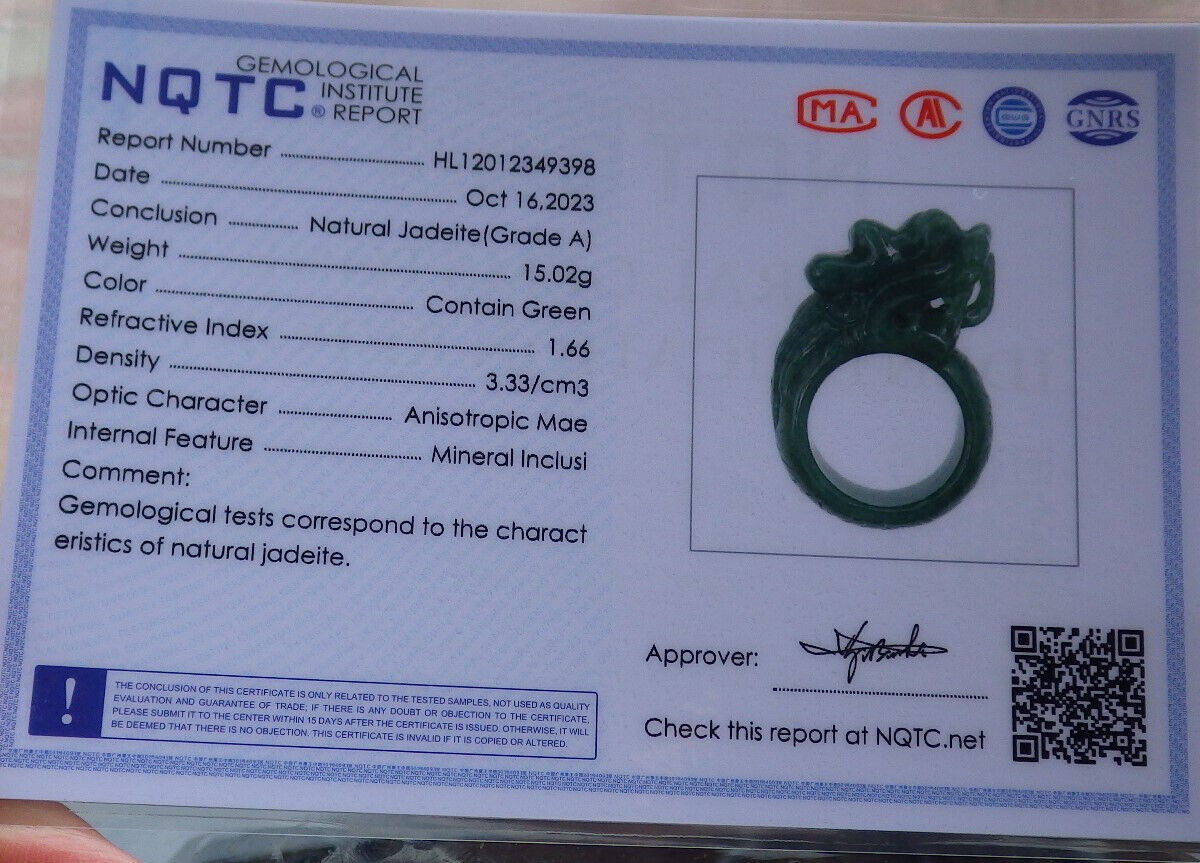 NQTC ® GEMOLOGICAL
INSTITUTE
REPORT
MA
GNRS
Report Number ........................ HL12012349398
Date ........................ Oct 16,2023
Conclusion ............ Natural Jadeite(Grade A)
Weight ........................ 15.02g
Color ........................ Contain Green
Refractive Index ........................ 1.66
Density ........................ 3.33/cm3
Optic Character ............ Anisotropic Mae
Internal Feature ............ Mineral Inclusi
Comment:
Gemological tests correspond to the charact
eristics of natural jadeite.
!
THE CONCLUSION OF THIS CERTIFICATE IS ONLY RELATED TO THE TESTED SAMPLES, NOT USED AS QUALITY
EVALUATION AND GUARANTEE OF TRADE; IF THERE IS ANY DOUBT OR OBJECTION TO THE CERTIFICATE.
PLEASE SUBMIT IT TO THE CENTER WITHIN 15 DAYS AFTER THE CERTIFICATE IS ISSUED. OTHERWISE, IT WILL
BE DEEMED THAT THERE IS NO OBJECTION. THIS CERTIFICATE IS INVALID IF IT IS COPIED OR ALTERED.
Approver:
Check this report at NQTC.net